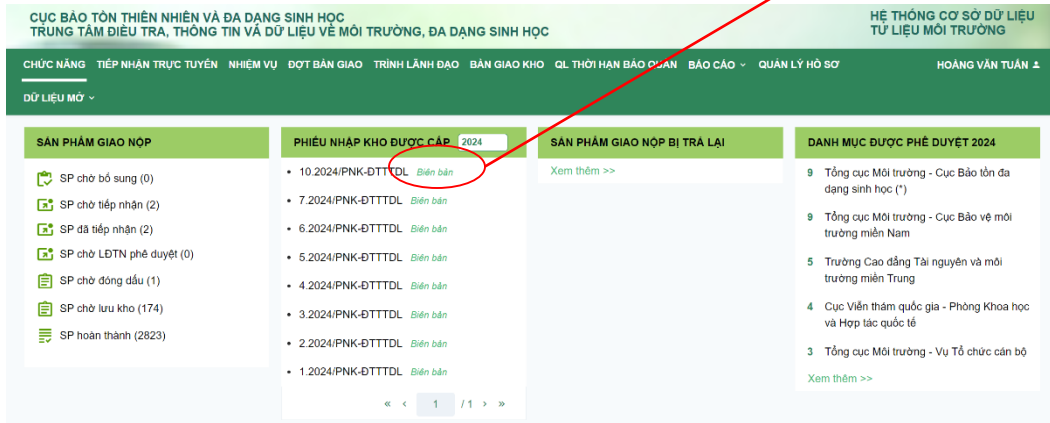 CỤC BẢO TỒN THIÊN NHIÊN VÀ ĐA DẠNG SINH HỌC
TRUNG TÂM ĐIỀU TRA, THÔNG TIN VÀ DỮ LIỆU VỀ MÔI TRƯỜNG, ĐA DẠNG SINH HỌC
HỆ THỐNG CƠ SỞ DỮ LIỆU
TƯ LIỆU MÔI TRƯỜNG
CHỨC NĂNG TIẾP NHẬN TRỰC TUYẾN NHIỆM VỤ ĐỢT BÀN GIAO TRÌNH LÃNH ĐẠO BÀN GIAO KHO QL THỜI HẠN BẢO QUẢN BÁO CÁO QUẢN LÝ HỒ SƠ HOÀNG VĂN TUẤN
DỮ LIỆU MỞ
SẢN PHẨM GIAO NỘP
SP chờ bổ sung (0)
SP chờ tiếp nhận (2)
SP đã tiếp nhận (2)
SP chờ LĐTN phê duyệt (0)
SP chờ đóng dấu (1)
SP chờ lưu kho (174)
SP hoàn thành (2823)
PHIẾU NHẬP KHO ĐƯỢC CẤP 2024
• 10.2024/PNK-ĐTTTDL Biên bản
• 7.2024/PNK-ĐTTTDL Biên bản
• 6.2024/PNK-ĐTTTDL Biên bản
• 5.2024/PNK-ĐTTTDL Biên bản
• 4.2024/PNK-ĐTTTDL Biên bản
• 3.2024/PNK-ĐTTTDL Biên bản
• 2.2024/PNK-ĐTTTDL Biên bản
• 1.2024/PNK-ĐTTTDL Biên bản
« ‹ 1 / 1 › »
SẢN PHẨM GIAO NỘP BỊ TRẢ LẠI
Xem thêm >>
DANH MỤC ĐƯỢC PHÊ DUYỆT 2024
9 Tổng cục Môi trường - Cục Bảo tồn đa
dạng sinh học (*)
9 Tổng cục Môi trường - Cục Bảo vệ môi
trường miền Nam
5 Trường Cao đẳng Tài nguyên và môi
trường miền Trung
4 Cục Viễn thám quốc gia - Phòng Khoa học
và Hợp tác quốc tế
3 Tổng cục Môi trường - Vụ Tổ chức cán bộ
Xem thêm >>